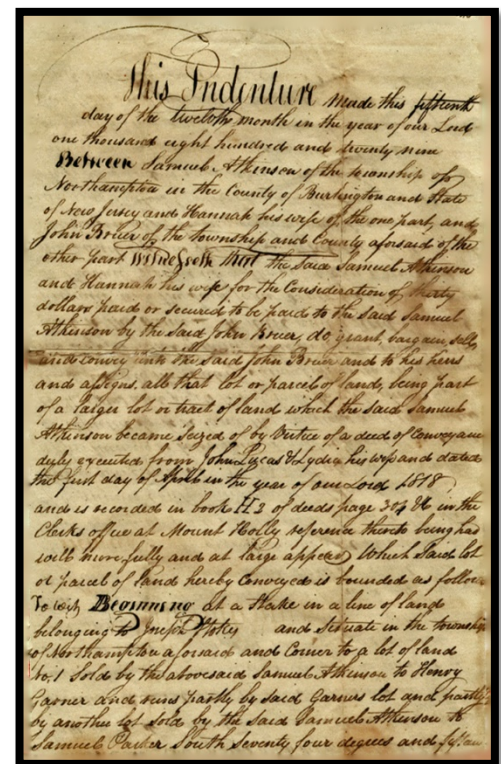 This Indenture Made this fifteenth
day of the twelfth month in the year of our Lord
one thousand eight hundred and twenty nine
Between Samuel Atkinson of the township of
Northampton in the County of Burlington and State
of New Jersey and Hannah his wife of the one part, and
John Brier of the township and County aforsaid of the
other part Witnesseth that the said Samuel Atkinson
and Hannah his wife for the Consideration of thirty
dollars paid or secured to be paid to the said Samuel
Atkinson by the said John Brier, do, grant, bargain, sell,
and convey unto the said John Brier and to his heirs
and assigns, all that lot or parcel of land, being part
of a larger lot or tract of land which the said Samuel
Atkinson became Seized of by Virtue of a deed of Conveyance
duly executed from John Lucas & Lydia his wife and dated
the first day of April in the year of our Lord 1818
and is recorded in book H2 of deeds page 304 &c in the
Clerks office at Mount Holly reference thereto being had
will more fully and at large appear) Which Said lot
or parcel of land hereby Conveyed is bounded as follows
To wit, Beginning at a Stake in a line of land
belonging to Joseph and Situate in the township
of Northampton aforsaid and Corner to a lot of land
No. 1 Sold by the abovesaid Samuel Atkinson to Henry
Garner and runs partly by said Garners lot and partly
by another lot sold by the said Samuel Atkinson to
Samuel Parker South Seventy four degrees and fifteen